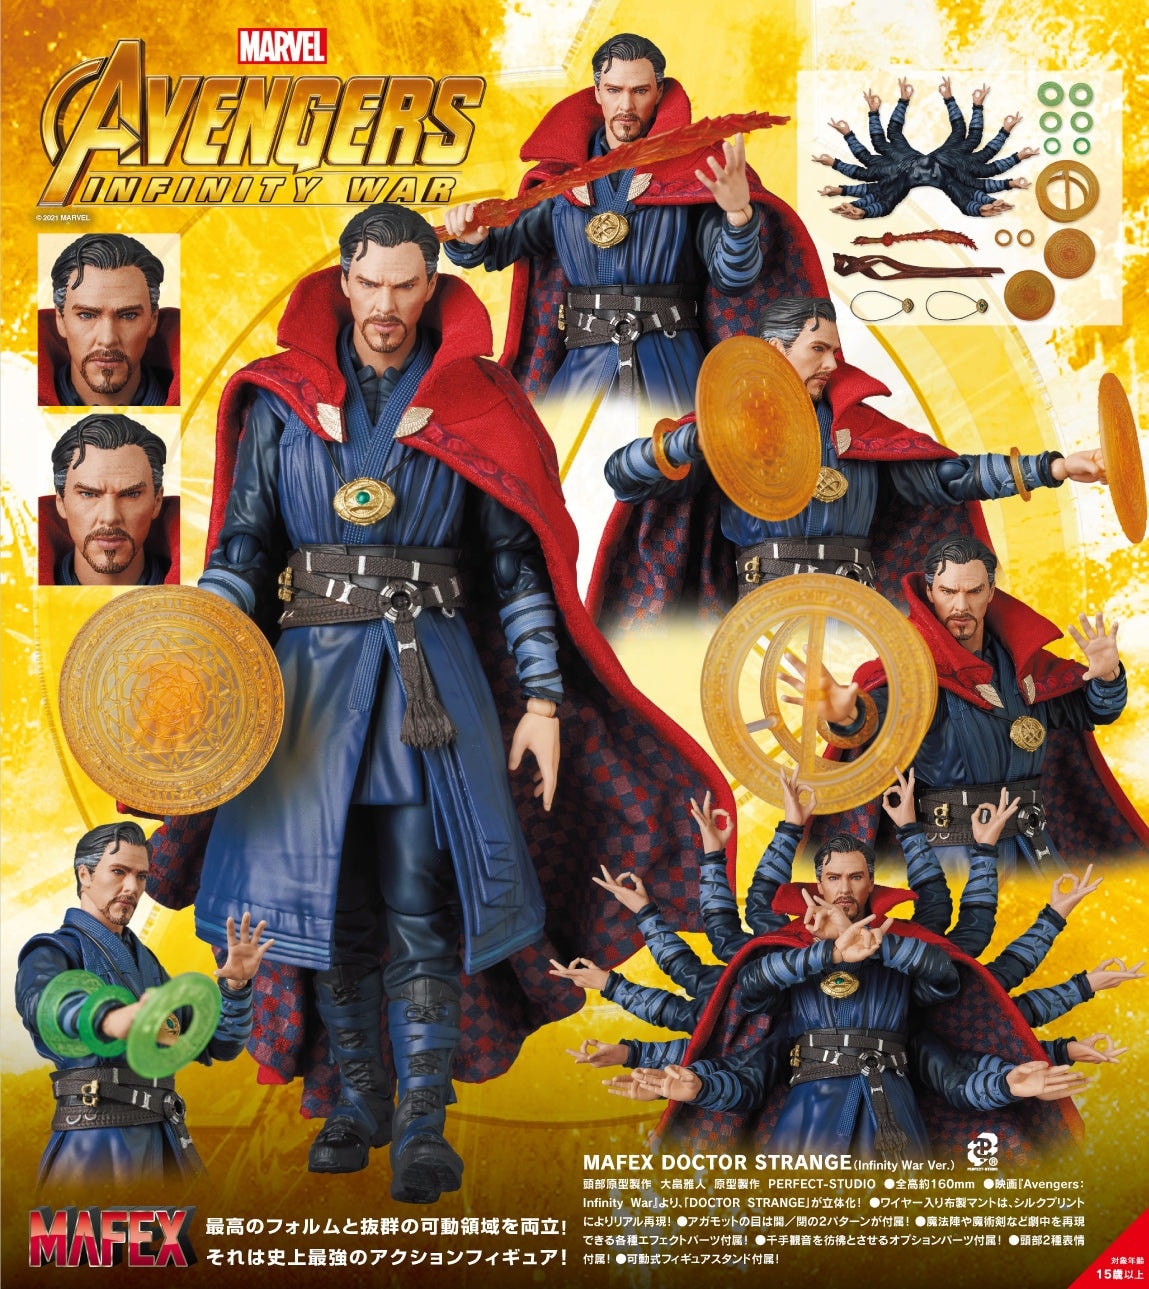 MARVEL
AVENGERS
INFINITY WAR
© 2021 MARVEL
MAFEX DOCTOR STRANGE (Infinity War Ver.)
PERFECT-STUDIO
頭部原型製作 大畠雅人 原型製作 PERFECT-STUDIO ●全高約160mm ●映画『Avengers:
Infinity War』より、「DOCTOR STRANGE」が立体化! ●ワイヤー入り布製マントは、シルクプリント
によりリアル再現! ●アガモットの目は開/閉の2パターンが付属! ●魔法陣や魔術剣など劇中を再現
できる各種エフェクトパーツ付属! ●千手観音を彷彿とさせるオプションパーツ付属! ●頭部2種表情
付属! ●可動式フィギュアスタンド付属!
MAFEX
最高のフォルムと抜群の可動領域を両立!
それは史上最強のアクションフィギュア!
対象年齢
15歳以上